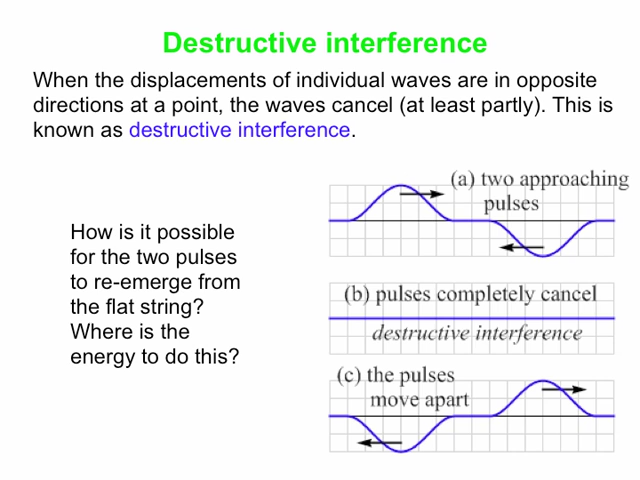 Destructive interference
When the displacements of individual waves are in opposite
directions at a point, the waves cancel (at least partly). This is
known as destructive interference.
How is it possible
for the two pulses
to re-emerge from
the flat string?
Where is the
energy to do this?
(a) two approaching
pulses
(b) pulses completely cancel
destructive interference
(c) the pulses
move apart